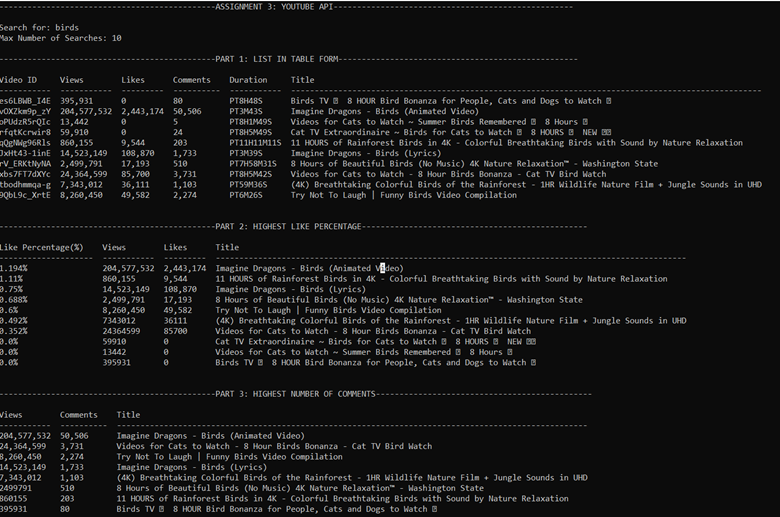 ASSIGNMENT 3: YOUTUBE API
Search for: birds
Max Number of Searches: 10
PART 1: LIST IN TABLE FORM
Video ID Views Likes Comments Duration Title
es6LBWB_I4E 395,931 0 80 PT8H48S Birds TV 8 HOUR Bird Bonanza for People, Cats and Dogs to Watch
vOXZkm9p_zY 204,577,532 2,443,174 50,506 PT3M43S Imagine Dragons - Birds (Animated Video)
oPUdzR5rQIc 13,442 0 5 PT8H1M49S Videos for Cats to Watch ~ Summer Birds Remembered 8 Hours
rfqtKcrwir8 59,910 0 24 PT8H5M49S Cat TV Extraordinaire ~ Birds for Cats to Watch 8 HOURS NEW
qQgNWg96Rls 860,155 9,544 203 PT11H11M11S 11 HOURS of Rainforest Birds in 4K - Colorful Breathtaking Birds with Sound by Nature Relaxation
JxHt43-1inE 14,523,149 108,870 1,733 PT3M39S Imagine Dragons - Birds (Lyrics)
rV_ERKtNyNA 2,499,791 17,193 510 PT7H58M31S 8 Hours of Beautiful Birds (No Music) 4K Nature Relaxation™ - Washington State
xbs7FT7dXYc 24,364,599 85,700 3,731 PT8H5M42S Videos for Cats to Watch - 8 Hour Birds Bonanza - Cat TV Bird Watch
tbodhmmqa-g 7,343,012 36,111 1,103 PT59M36S (4K) Breathtaking Colorful Birds of the Rainforest - 1HR Wildlife Nature Film + Jungle Sounds in UHD
9QbL9c_XrtE 8,260,450 49,582 2,274 PT6M26S Try Not To Laugh | Funny Birds Video Compilation
PART 2: HIGHEST LIKE PERCENTAGE
Like Percentage(%) Views Likes Title
1.194% 204,577,532 2,443,174 Imagine Dragons - Birds (Animated Video)
1.11% 860,155 9,544 11 HOURS of Rainforest Birds in 4K - Colorful Breathtaking Birds with Sound by Nature Relaxation
0.75% 14,523,149 108,870 Imagine Dragons - Birds (Lyrics)
0.688% 2,499,791 17,193 8 Hours of Beautiful Birds (No Music) 4K Nature Relaxation™ - Washington State
0.6% 8,260,450 49,582 Try Not To Laugh | Funny Birds Video Compilation
0.492% 7343012 36111 (4K) Breathtaking Colorful Birds of the Rainforest - 1HR Wildlife Nature Film + Jungle Sounds in UHD
0.352% 24364599 85700 Videos for Cats to Watch - 8 Hour Birds Bonanza - Cat TV Bird Watch
0.0% 59910 0 Cat TV Extraordinaire ~ Birds for Cats to Watch 8 HOURS NEW
0.0% 13442 0 Videos for Cats to Watch ~ Summer Birds Remembered 8 Hours
0.0% 395931 0 Birds TV 8 HOUR Bird Bonanza for People, Cats and Dogs to Watch
PART 3: HIGHEST NUMBER OF COMMENTS
Views Comments Title
204,577,532 50,506 Imagine Dragons - Birds (Animated Video)
24,364,599 3,731 Videos for Cats to Watch - 8 Hour Birds Bonanza - Cat TV Bird Watch
8,260,450 2,274 Try Not To Laugh | Funny Birds Video Compilation
14,523,149 1,733 Imagine Dragons - Birds (Lyrics)
7,343,012 1,103 (4K) Breathtaking Colorful Birds of the Rainforest - 1HR Wildlife Nature Film + Jungle Sounds in UHD
2499791 510 8 Hours of Beautiful Birds (No Music) 4K Nature Relaxation™ - Washington State
860155 203 11 HOURS of Rainforest Birds in 4K - Colorful Breathtaking Birds with Sound by Nature Relaxation
395931 80 Birds TV 8 HOUR Bird Bonanza for People, Cats and Dogs to Watch